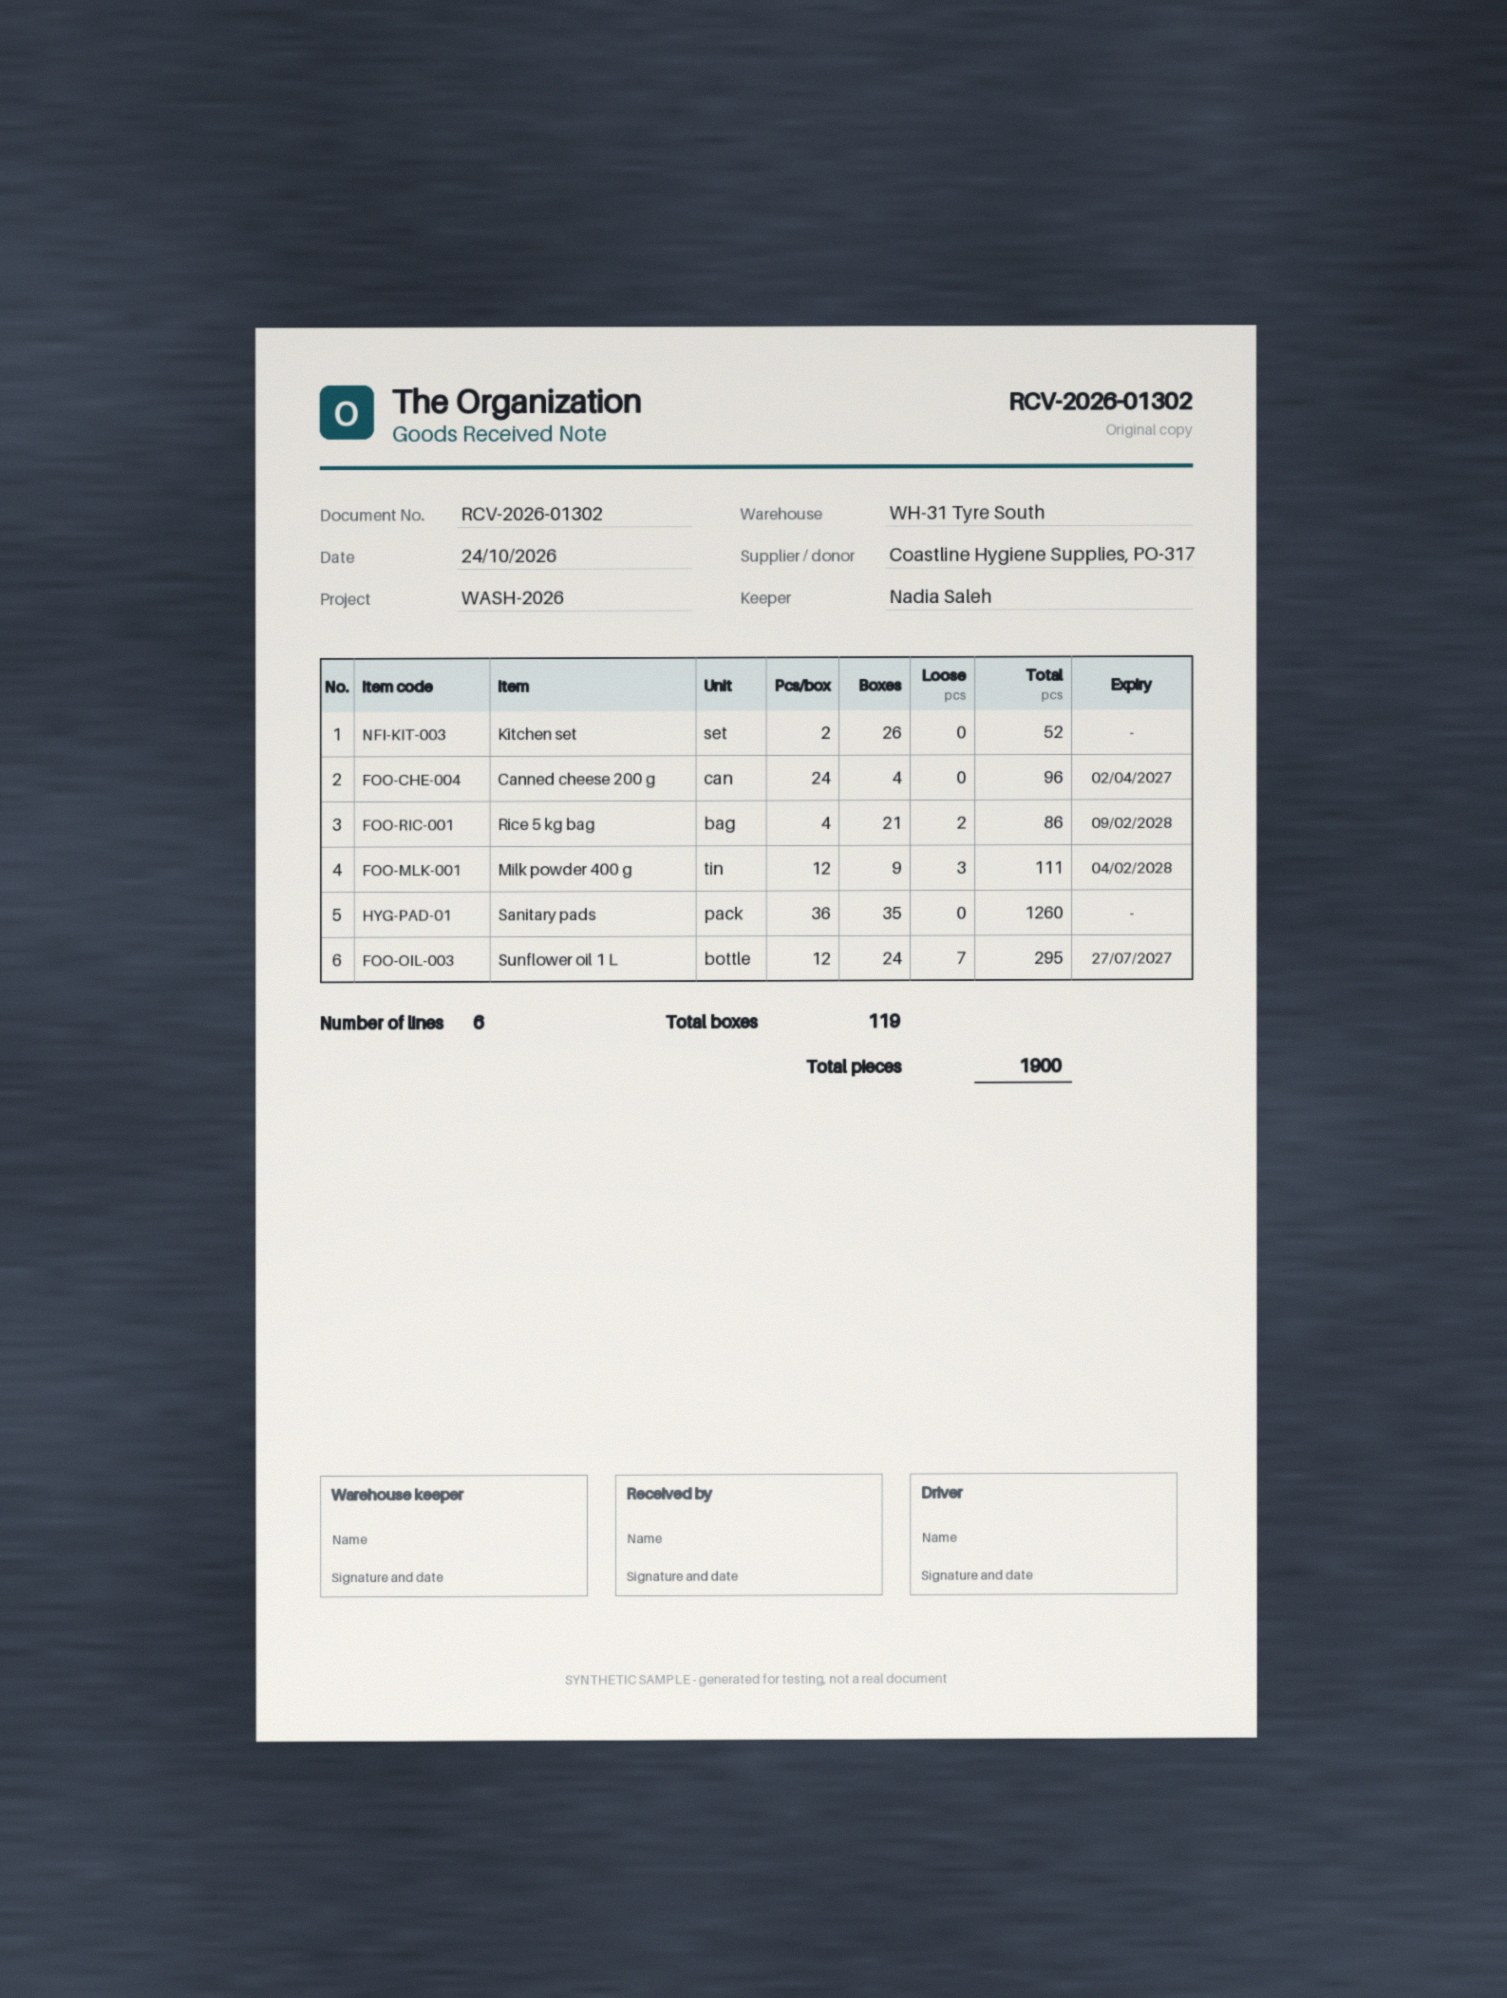 O
The Organization
Goods Received Note
RCV-2026-01302
Original copy
Document No. RCV-2026-01302 Warehouse WH-31 Tyre South
Date 24/10/2026 Supplier / donor Coastline Hygiene Supplies, PO-317
Project WASH-2026 Keeper Nadia Saleh
No. Item code Item Unit Pcs/box Boxes Loose pcs Total pcs Expiry
1 NFI-KIT-003 Kitchen set set 2 26 0 52 -
2 FOO-CHE-004 Canned cheese 200 g can 24 4 0 96 02/04/2027
3 FOO-RIC-001 Rice 5 kg bag bag 4 21 2 86 09/02/2028
4 FOO-MLK-001 Milk powder 400 g tin 12 9 3 111 04/02/2028
5 HYG-PAD-01 Sanitary pads pack 36 35 0 1260 -
6 FOO-OIL-003 Sunflower oil 1 L bottle 12 24 7 295 27/07/2027
Number of lines 6 Total boxes 119
Total pieces 1900
Warehouse keeper Received by Driver
Name Name Name
Signature and date Signature and date Signature and date
SYNTHETIC SAMPLE - generated for testing, not a real document